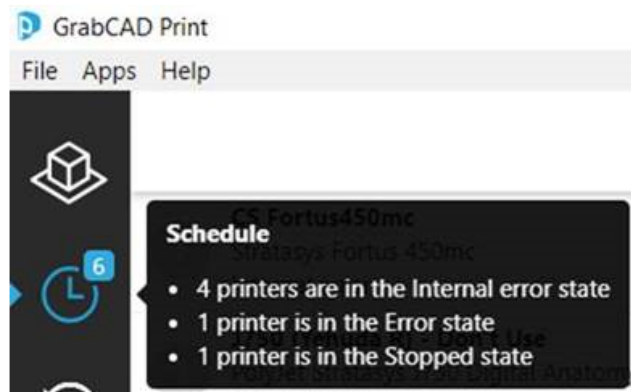 GrabCAD Print
File Apps Help
6
CS Fortus450mc
Schedule
Stratasys Fortus 450mc
• 4 printers are in the Internal error state
• 1 printer is in the Error state
- Don't Use
• 1 printer is in the Stopped state